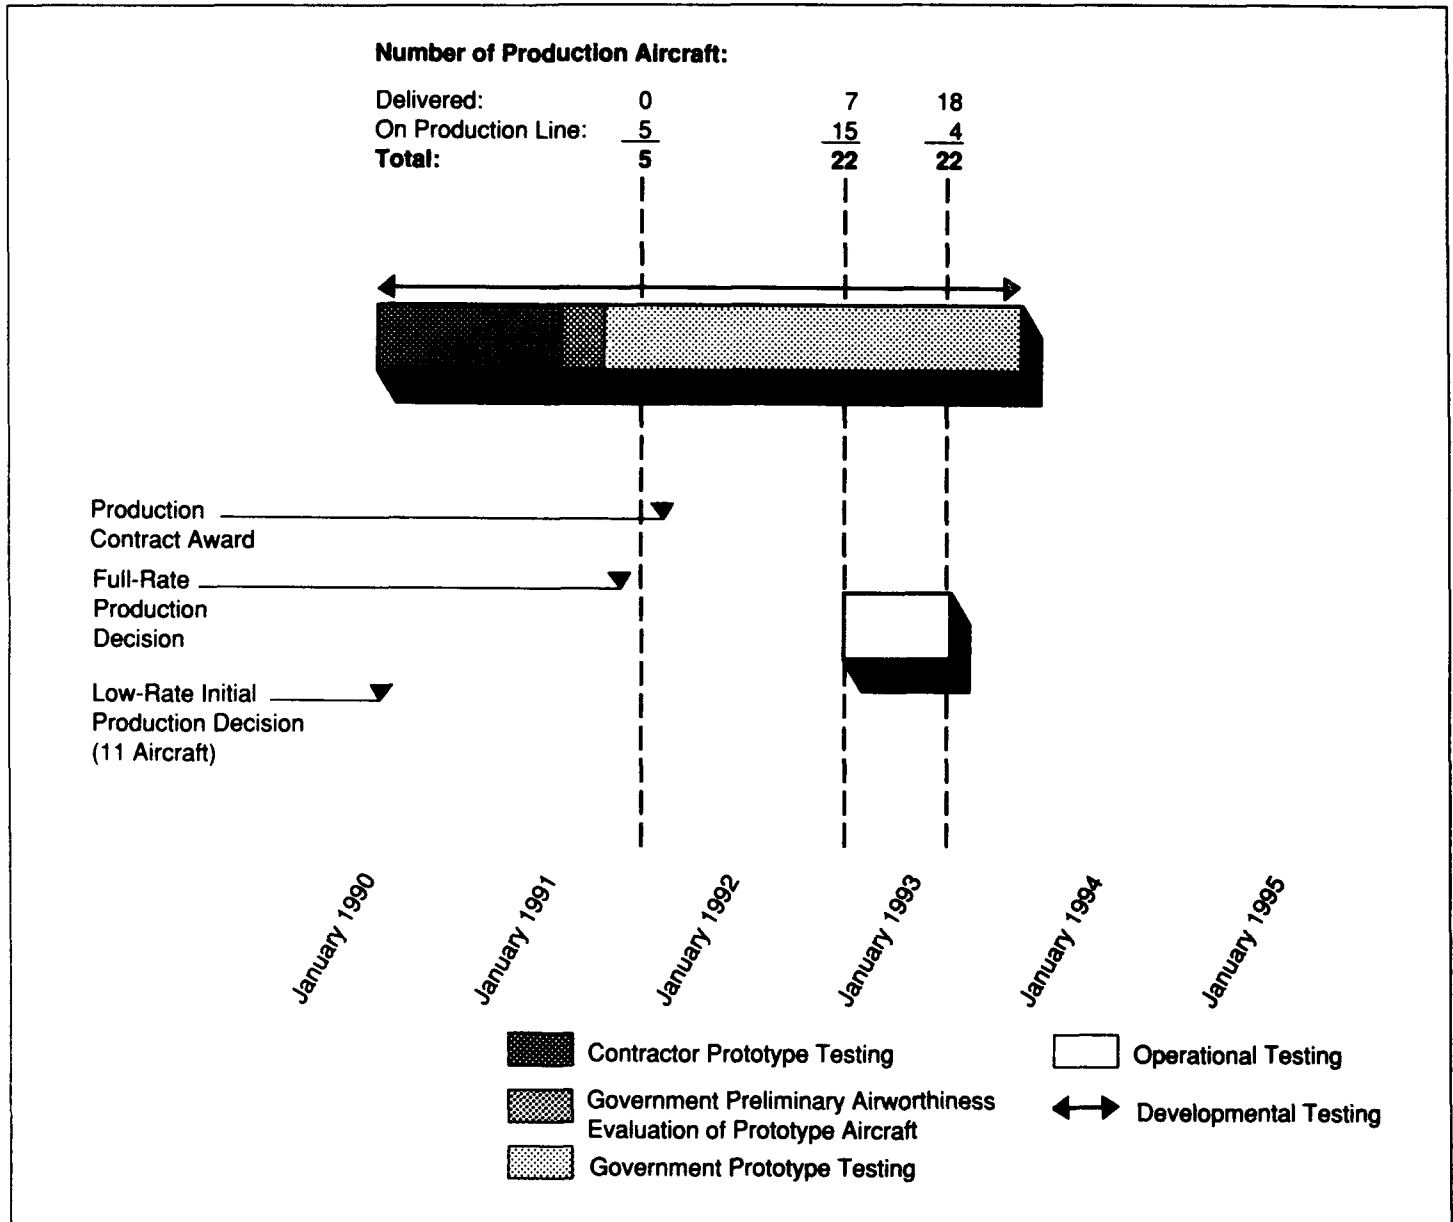 Number of Production Aircraft:
Delivered: 0 7 18
On Production Line: 5 15 4
Total: 5 22 22
Production
Contract Award
Full-Rate
Production
Decision
Low-Rate Initial
Production Decision
(11 Aircraft)
January 1990
January 1991
January 1992
January 1993
January 1994
January 1995
Contractor Prototype Testing
Government Preliminary Airworthiness
Evaluation of Prototype Aircraft
Government Prototype Testing
Operational Testing
Developmental Testing